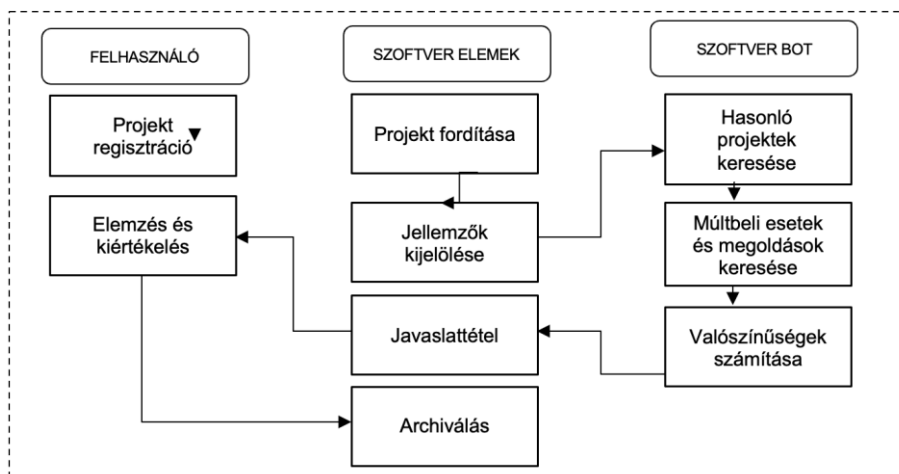 FELHASZNÁLÓ
SZOFTVER ELEMEK
SZOFTVER BOT
Projekt
regisztráció
Projekt fordítása
Hasonló
projektek
keresése
Elemzés és
kiértékelés
Jellemzők
kijelölése
Múltbeli esetek
és megoldások
keresése
Javaslattétel
Valószínűségek
számítása
Archiválás